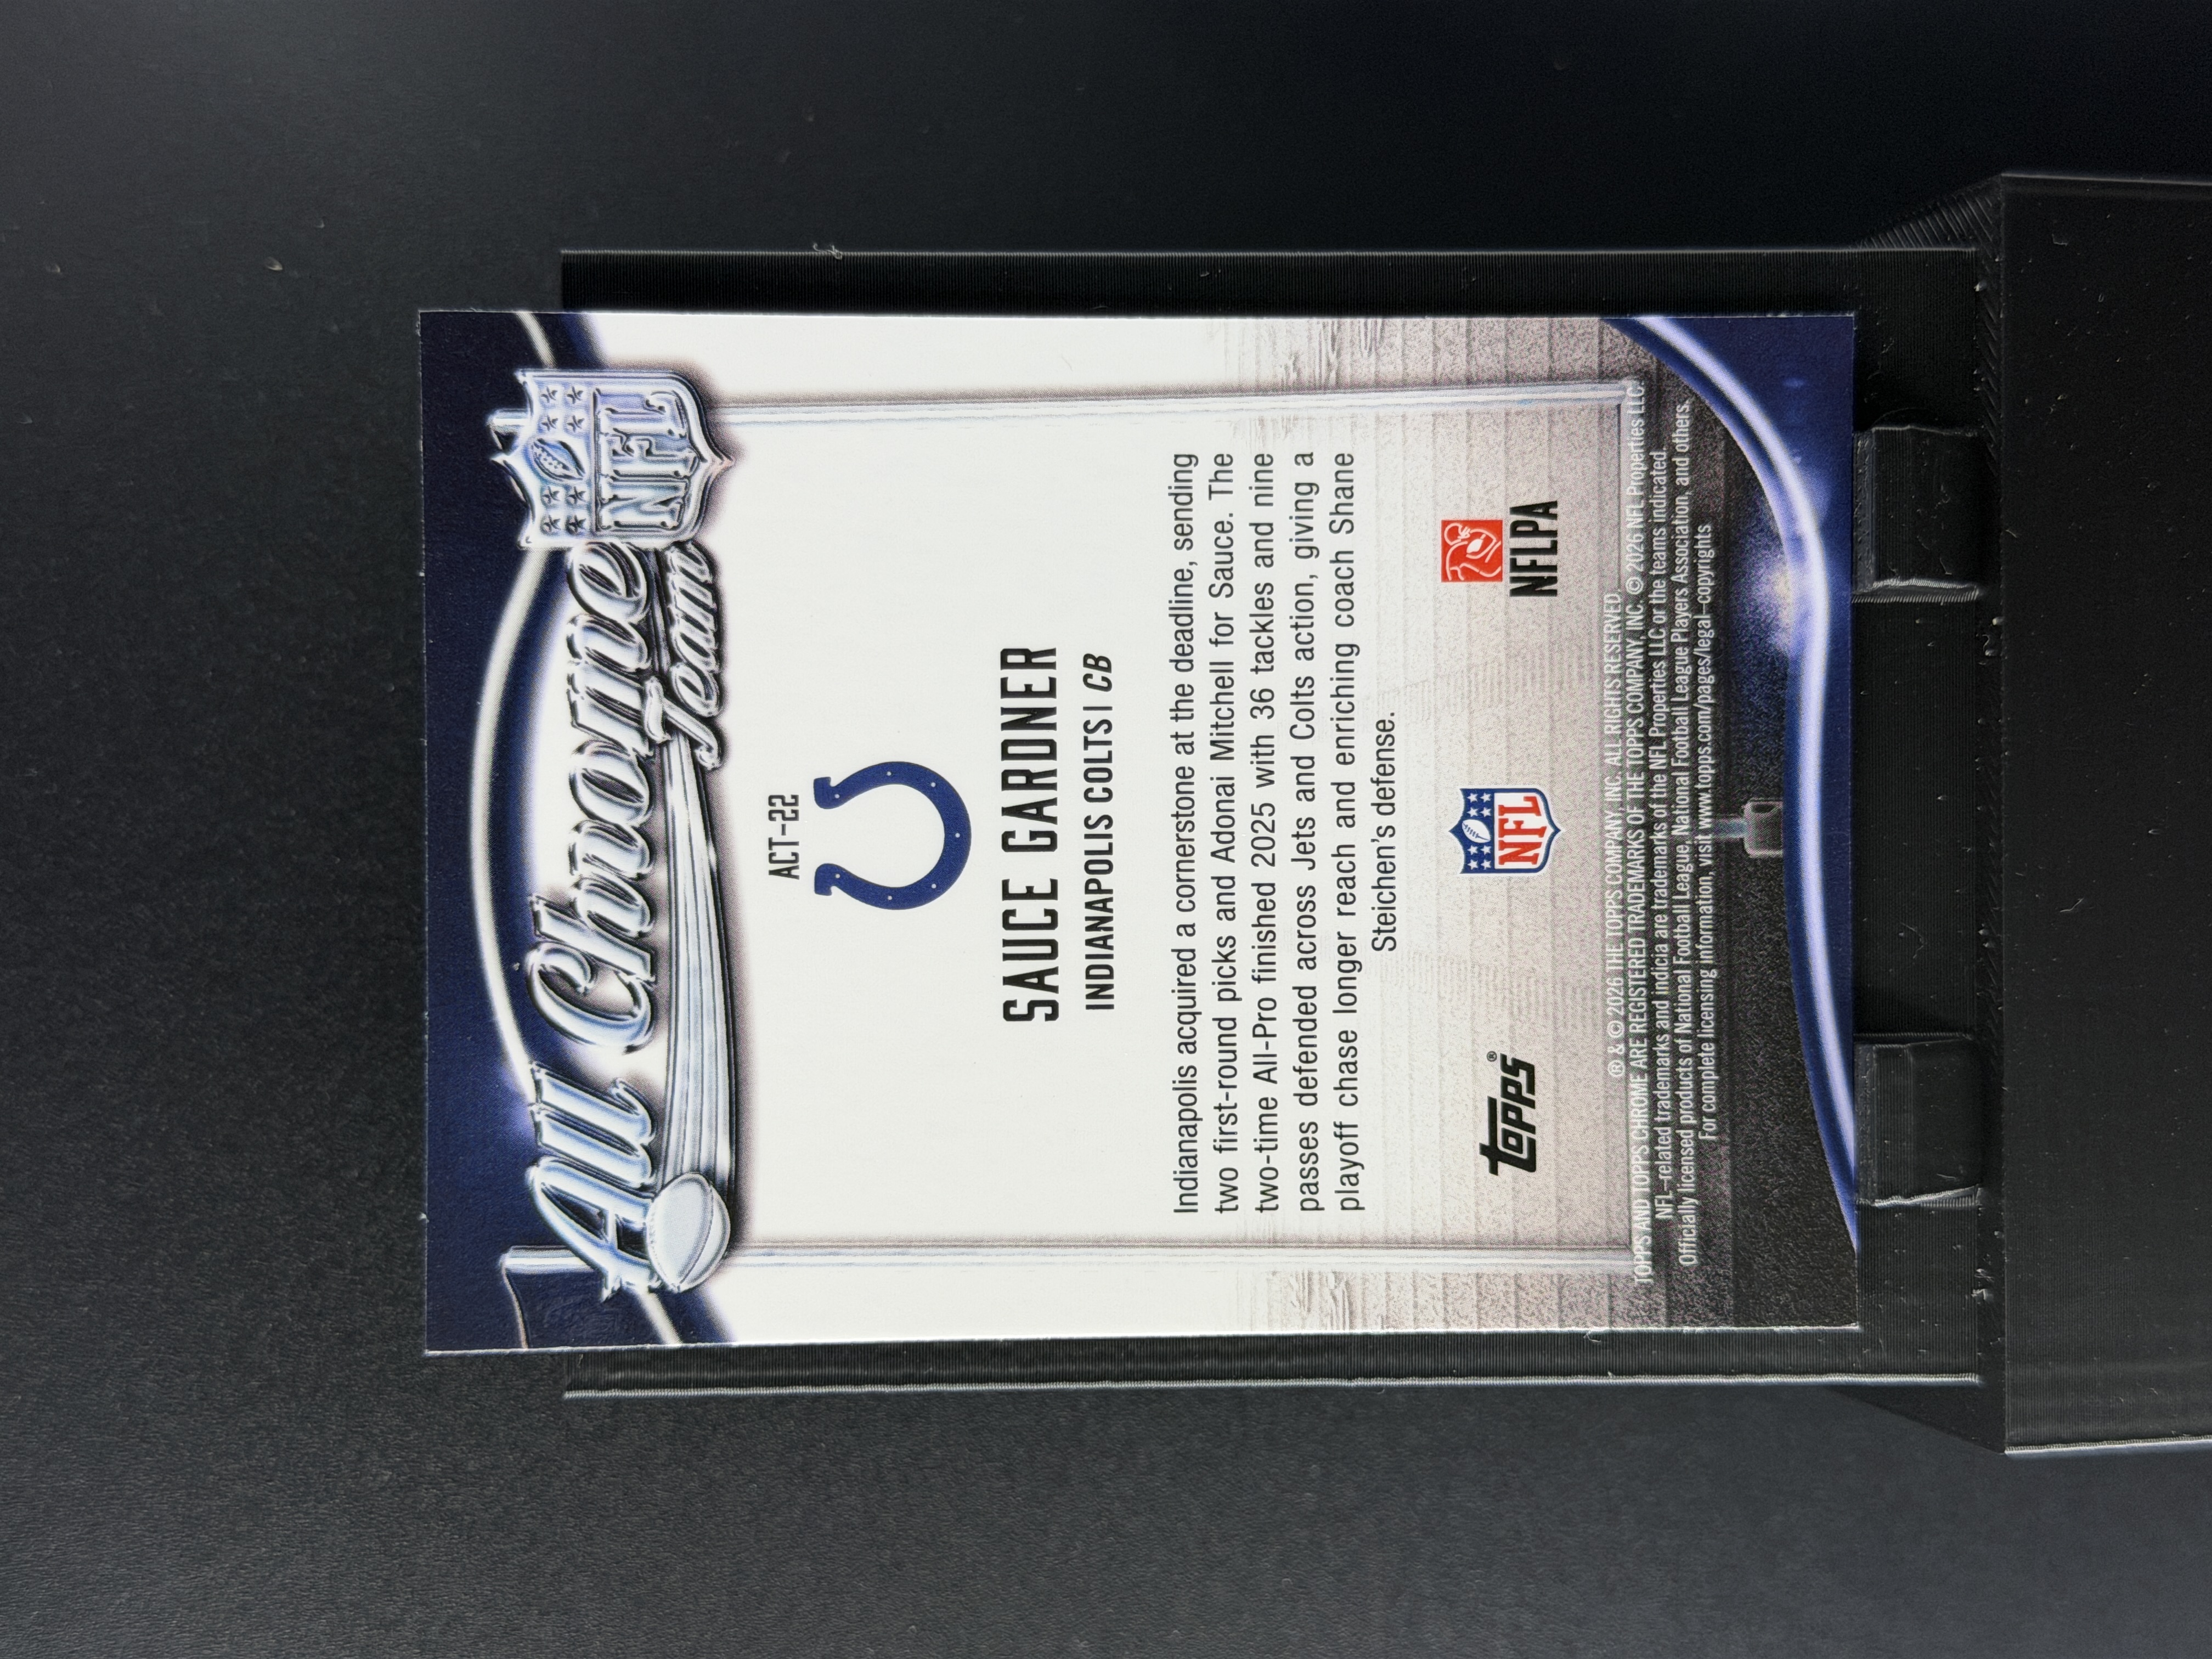 All Chrome
Team
NFL
ACT-22
SAUCE GARDNER
INDIANAPOLIS COLTS | CB
Indianapolis acquired a cornerstone at the deadline, sending
two first-round picks and Adonai Mitchell for Sauce. The
two-time All-Pro finished 2025 with 36 tackles and nine
passes defended across Jets and Colts action, giving a
playoff chase longer reach and enriching coach Shane
Steichen's defense.
Topps®
NFL
NFLPA
® & © 2026 THE TOPPS COMPANY, INC. ALL RIGHTS RESERVED.
TOPPS AND TOPPS CHROME ARE REGISTERED TRADEMARKS OF THE TOPPS COMPANY, INC. © 2026 NFL Properties LLC.
NFL-related trademarks and indicia are trademarks of the NFL Properties LLC or the teams indicated.
Officially licensed products of National Football League, National Football League Players Association, and others.
For complete licensing information, visit www.topps.com/pages/legal-copyrights